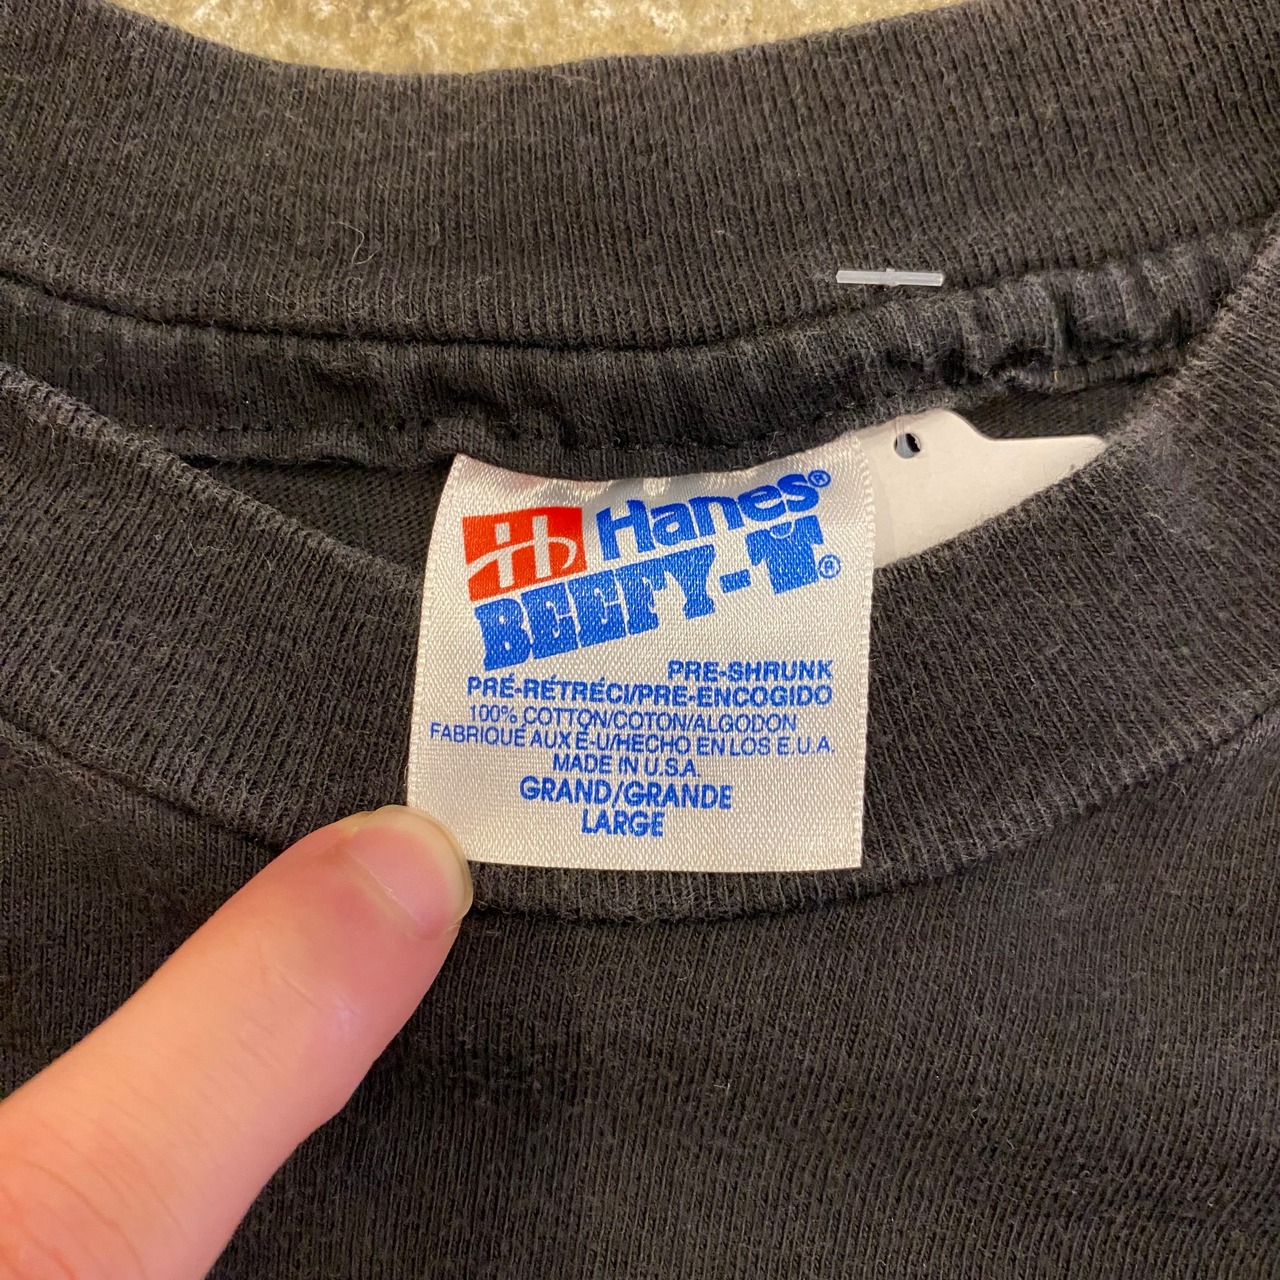 Hanes®
BEEFY-T®
PRE-SHRUNK
PRÉ-RÉTRÉCI/PRE-ENCOGIDO
100% COTTON/COTON/ALGODON
FABRIQUÉ AUX É-U/HECHO EN LOS E.U.A.
MADE IN U.S.A.
GRAND/GRANDE
LARGE